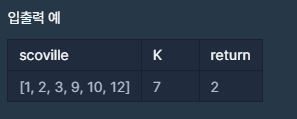 입출력 예
scoville K return
[1, 2, 3, 9, 10, 12] 7 2